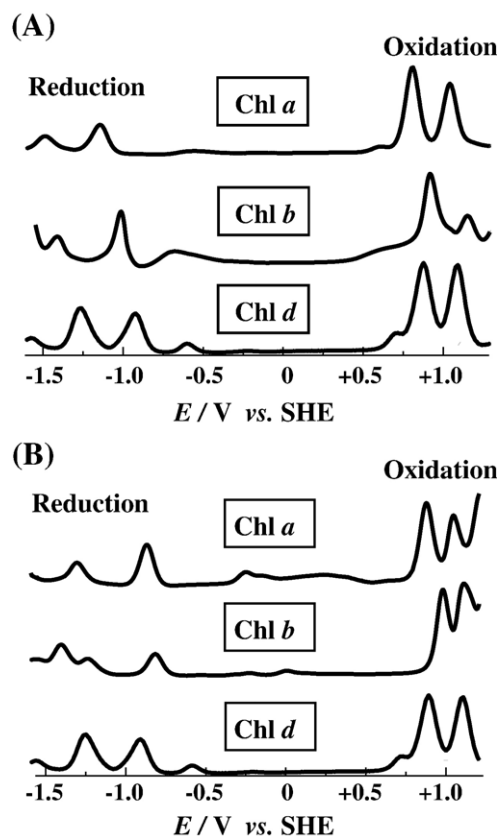 (A)
Oxidation
Reduction
Chl a
Chl b
Chl d
-1.5 -1.0 -0.5 0 +0.5 +1.0
E / V vs. SHE
(B)
Oxidation
Reduction
Chl a
Chl b
Chl d
-1.5 -1.0 -0.5 0 +0.5 +1.0
E / V vs. SHE